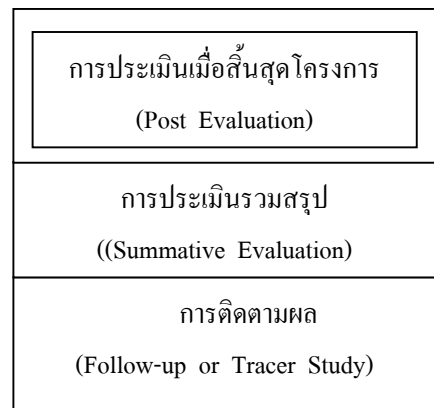 การประเมินเมื่อสิ้นสุดโครงการ
(Post Evaluation)
การประเมินรวมสรุป
((Summative Evaluation)
การติดตามผล
(Follow-up or Tracer Study)